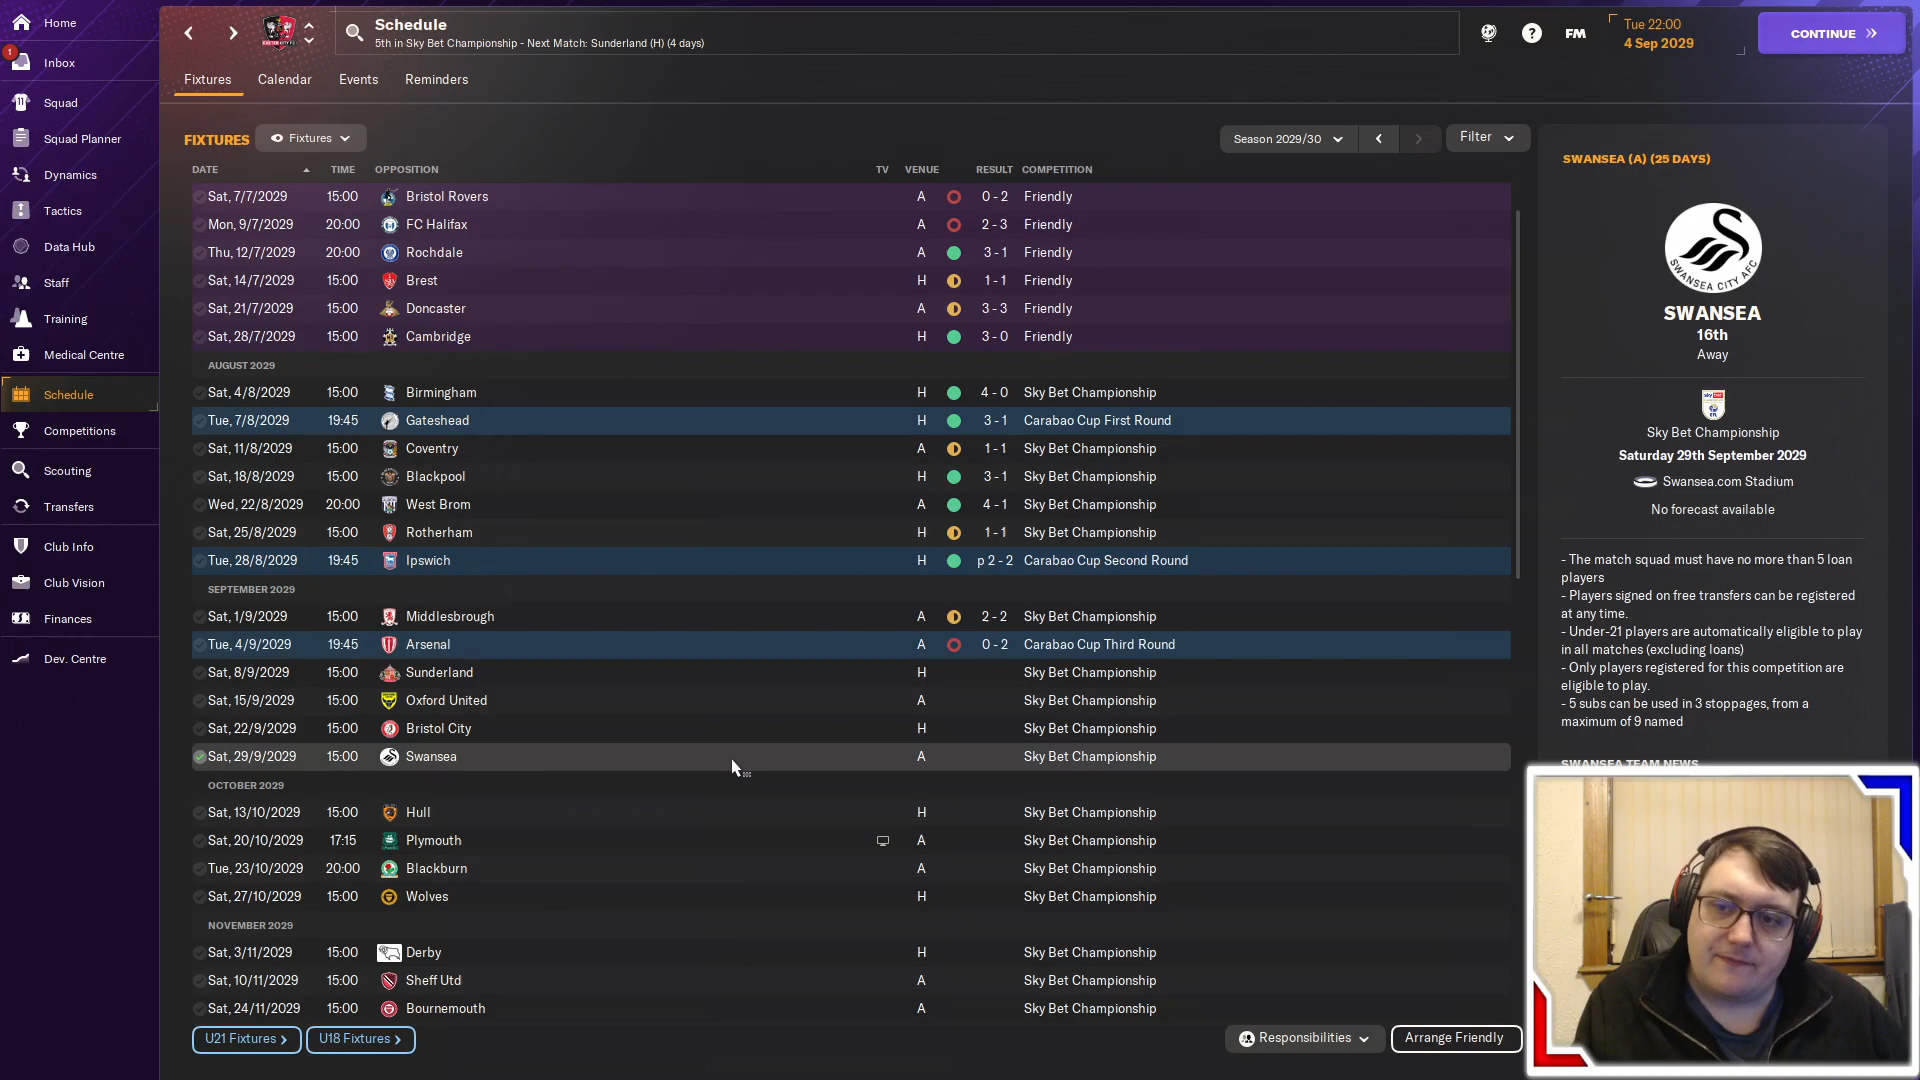 Home
1
Inbox
Squad
Squad Planner
Dynamics
Tactics
Data Hub
Staff
Training
Medical Centre
Schedule
Competitions
Scouting
Transfers
Club Info
Club Vision
Finances
Dev. Centre
Schedule
5th in Sky Bet Championship - Next Match: Sunderland (H) (4 days)
?
FM
Tue 22:00
4 Sep 2029
CONTINUE
Fixtures Calendar Events Reminders
FIXTURES Fixtures
Season 2029/30
Filter
DATE TIME OPPOSITION TV VENUE RESULT COMPETITION
Sat, 7/7/2029 15:00 Bristol Rovers A 0 - 2 Friendly
Mon, 9/7/2029 20:00 FC Halifax A 2 - 3 Friendly
Thu, 12/7/2029 20:00 Rochdale A 3 - 1 Friendly
Sat, 14/7/2029 15:00 Brest H 1 - 1 Friendly
Sat, 21/7/2029 15:00 Doncaster A 3 - 3 Friendly
Sat, 28/7/2029 15:00 Cambridge H 3 - 0 Friendly
AUGUST 2029
Sat, 4/8/2029 15:00 Birmingham H 4 - 0 Sky Bet Championship
Tue, 7/8/2029 19:45 Gateshead H 3 - 1 Carabao Cup First Round
Sat, 11/8/2029 15:00 Coventry A 1 - 1 Sky Bet Championship
Sat, 18/8/2029 15:00 Blackpool H 3 - 1 Sky Bet Championship
Wed, 22/8/2029 20:00 West Brom A 4 - 1 Sky Bet Championship
Sat, 25/8/2029 15:00 Rotherham H 1 - 1 Sky Bet Championship
Tue, 28/8/2029 19:45 Ipswich H p 2 - 2 Carabao Cup Second Round
SEPTEMBER 2029
Sat, 1/9/2029 15:00 Middlesbrough A 2 - 2 Sky Bet Championship
Tue, 4/9/2029 19:45 Arsenal A 0 - 2 Carabao Cup Third Round
Sat, 8/9/2029 15:00 Sunderland H Sky Bet Championship
Sat, 15/9/2029 15:00 Oxford United A Sky Bet Championship
Sat, 22/9/2029 15:00 Bristol City H Sky Bet Championship
Sat, 29/9/2029 15:00 Swansea A Sky Bet Championship
OCTOBER 2029
Sat, 13/10/2029 15:00 Hull H Sky Bet Championship
Sat, 20/10/2029 17:15 Plymouth A Sky Bet Championship
Tue, 23/10/2029 20:00 Blackburn A Sky Bet Championship
Sat, 27/10/2029 15:00 Wolves H Sky Bet Championship
NOVEMBER 2029
Sat, 3/11/2029 15:00 Derby H Sky Bet Championship
Sat, 10/11/2029 15:00 Sheff Utd A Sky Bet Championship
Sat, 24/11/2029 15:00 Bournemouth A Sky Bet Championship
U21 Fixtures
U18 Fixtures
Responsibilities
Arrange Friendly
SWANSEA (A) (25 DAYS)
SWANSEA CITY AFC
SWANSEA
16th
Away
Sky Bet Championship
Saturday 29th September 2029
Swansea.com Stadium
No forecast available
- The match squad must have no more than 5 loan
players
- Players signed on free transfers can be registered
at any time.
- Under-21 players are automatically eligible to play
in all matches (excluding loans)
- Only players registered for this competition are
eligible to play.
- 5 subs can be used in 3 stoppages, from a
maximum of 9 named
SWANSEA TEAM NEWS